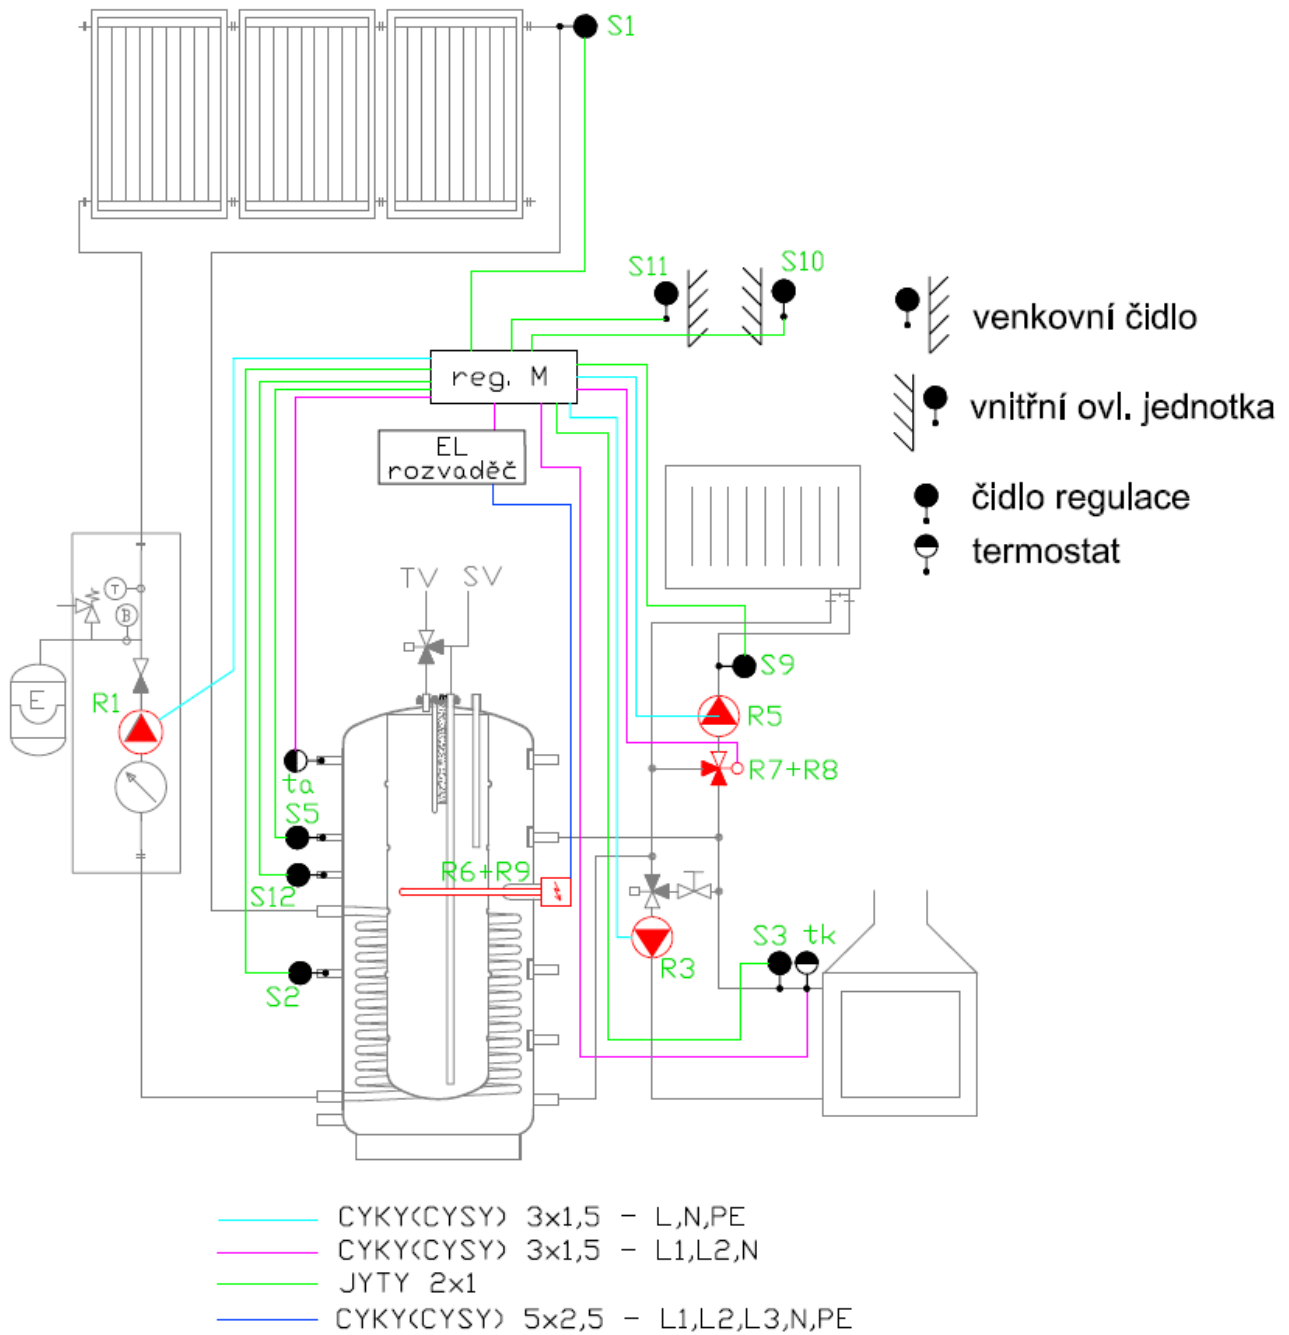 S1
S11
S10
venkovní čidlo
reg. M
vnitřní ovl. jednotka
EL
rozvaděč
čidlo regulace
termostat
TV
SV
T
B
E
R1
S9
R5
R7+R8
ta
S5
R6+R9
S12
T
S2
R3
S3
tk
CYKY(CYSY) 3x1,5 - L,N,PE
CYKY(CYSY) 3x1,5 - L1,L2,N
JYTY 2x1
CYKY(CYSY) 5x2,5 - L1,L2,L3,N,PE